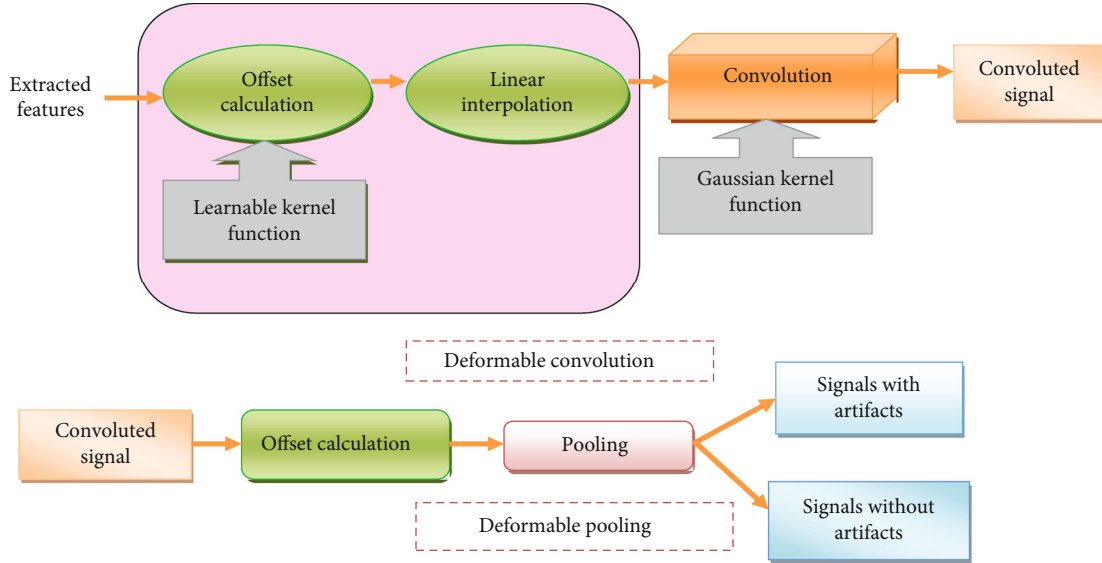 Extracted
features
Offset
calculation
Linear
interpolation
Convolution
Convoluted
signal
Learnable kernel
function
Gaussian kernel
function
Deformable convolution
Convoluted
signal
Offset calculation
Pooling
Signals with
artifacts
Signals without
artifacts
Deformable pooling